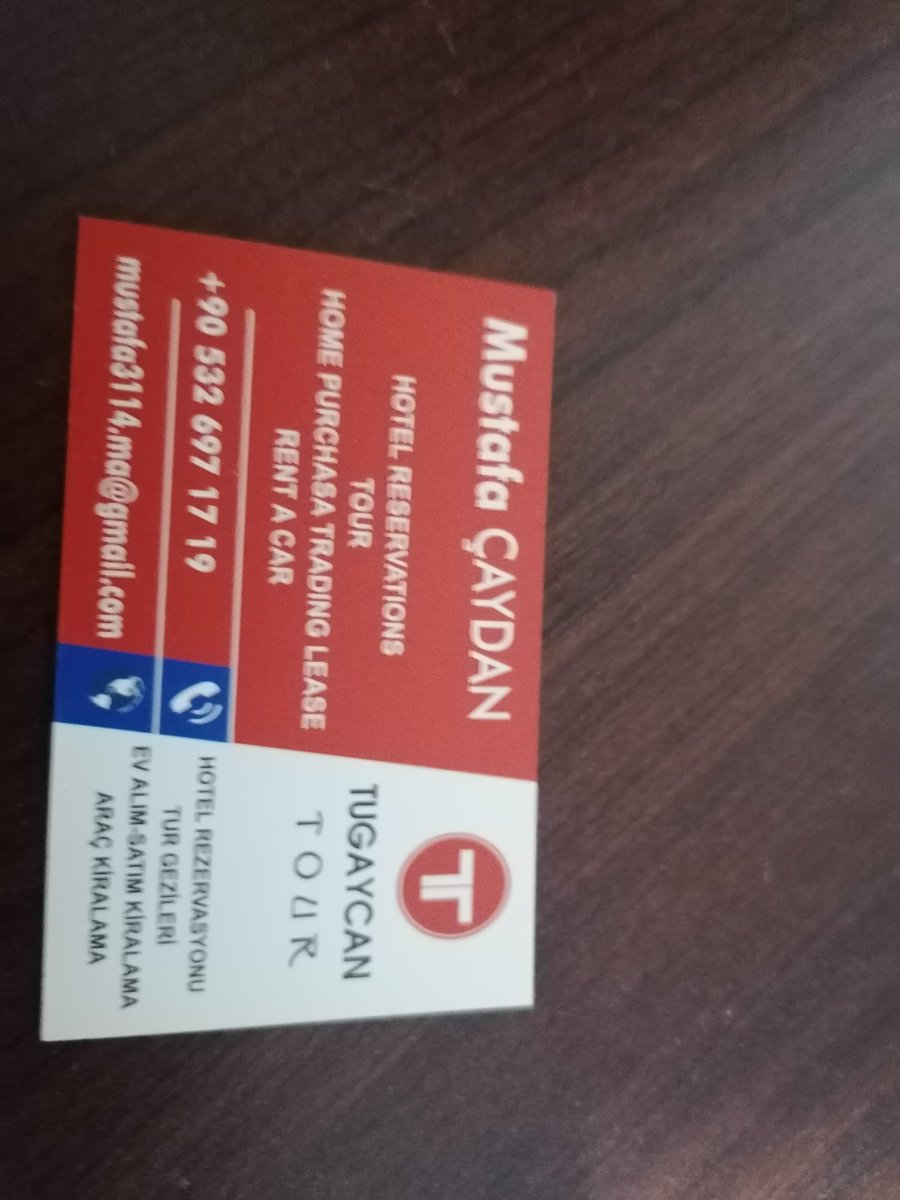 Mustafa ÇAYDAN
HOTEL RESERVATIONS
TOUR
HOME PURCHASA TRADING LEASE
RENT A CAR
+90 532 697 17 19
mustafa3114.ma@gmail.com
TUGAYCAN
TOUR
HOTEL REZERVASYONU
TUR GEZİLERİ
EV ALIM-SATIM KİRALAMA
ARAÇ KİRALAMA